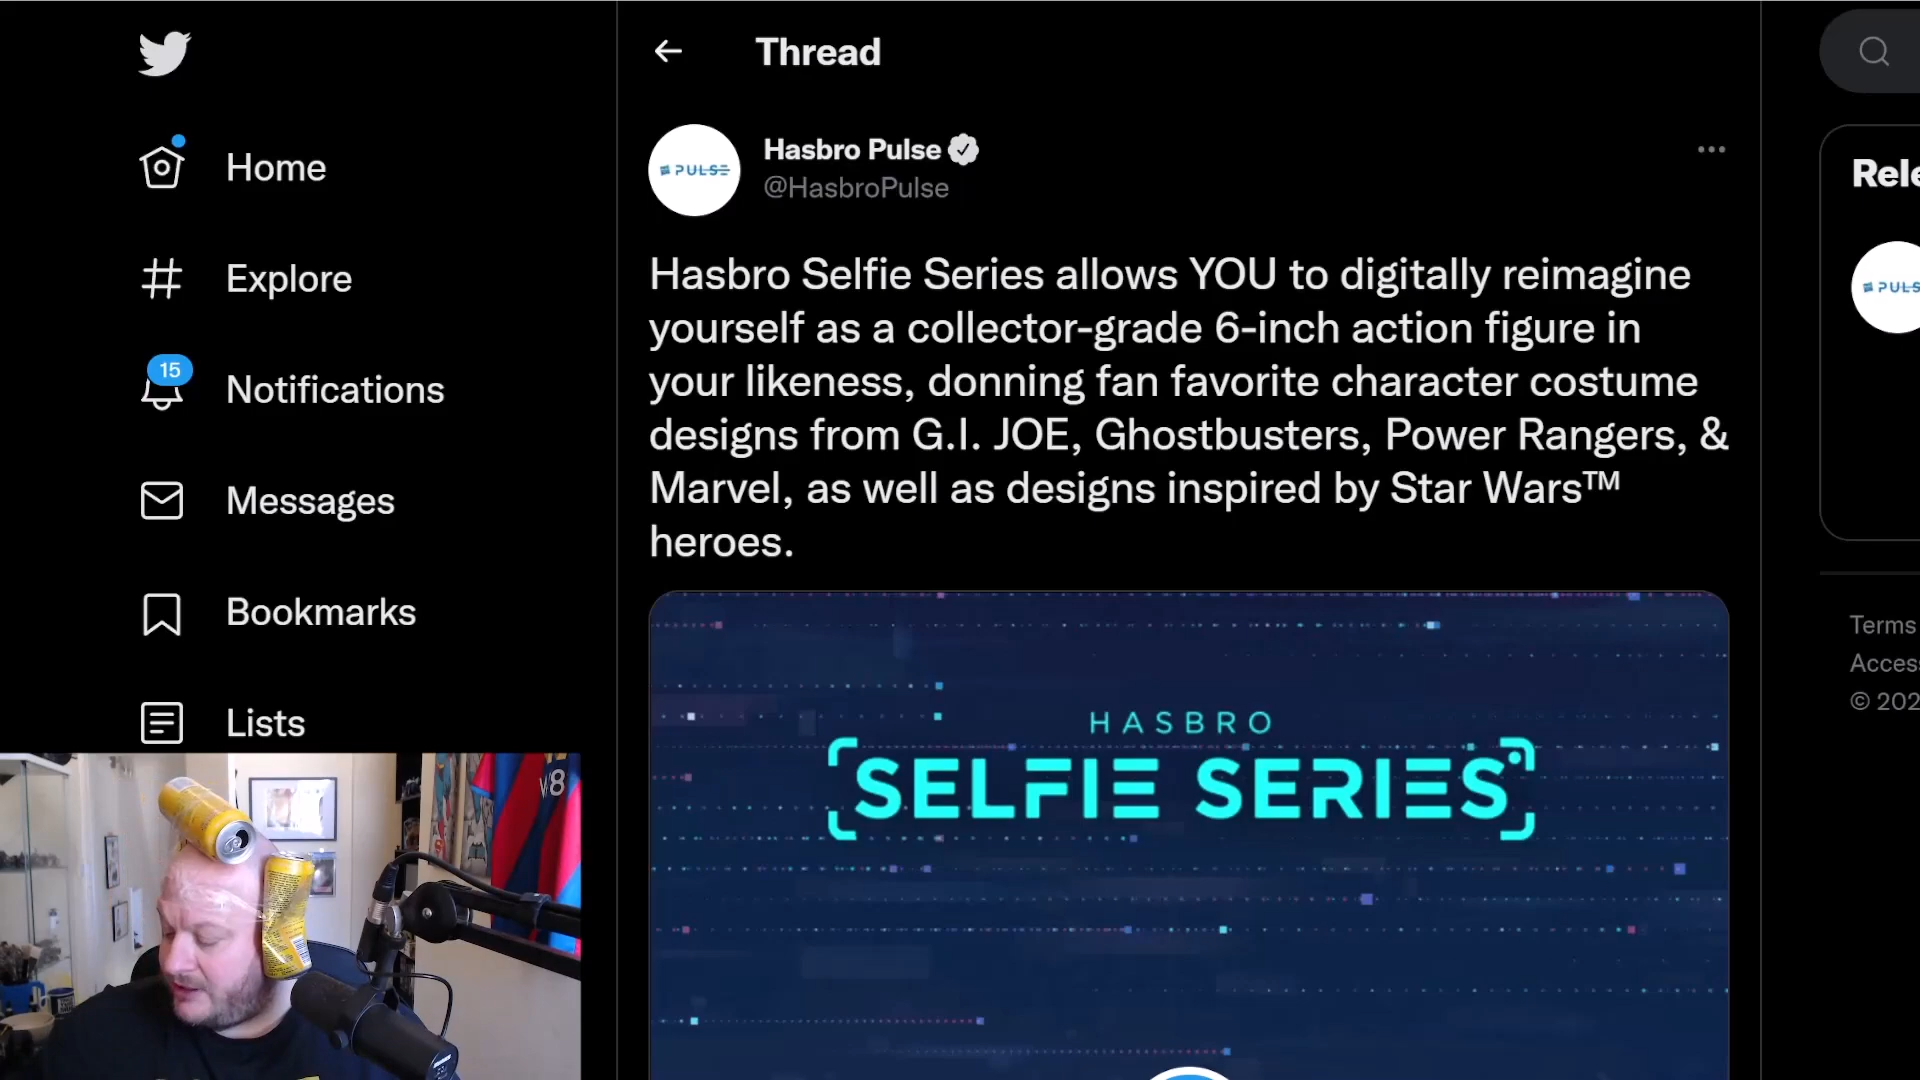 Home
Explore
15
Notifications
Messages
Bookmarks
Lists
Thread
PULSE
Hasbro Pulse
@HasbroPulse
Hasbro Selfie Series allows YOU to digitally reimagine
yourself as a collector-grade 6-inch action figure in
your likeness, donning fan favorite character costume
designs from G.I. JOE, Ghostbusters, Power Rangers, &
Marvel, as well as designs inspired by Star Wars™
heroes.
HASBRO
SELFIE SERIES
Rele
PULS
Terms
Acces
© 202